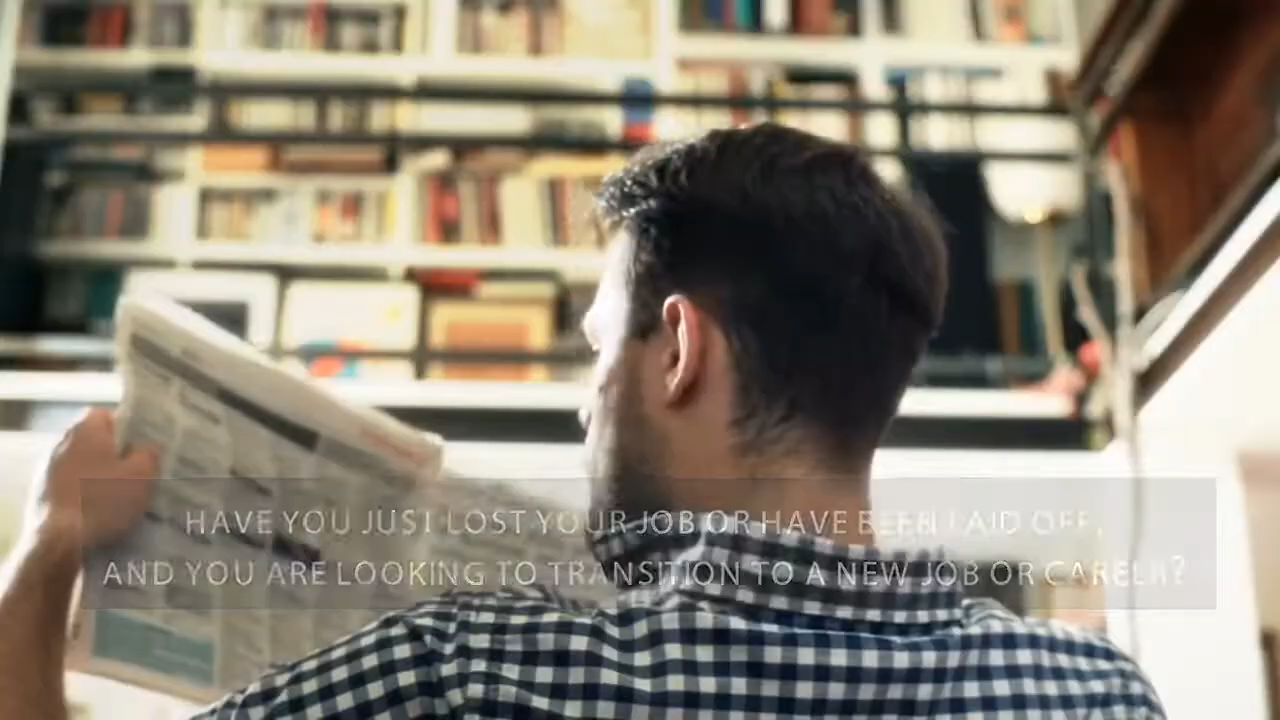 HAVE YOU JUST LOST YOUR JOB OR HAVE BEEN LAID OFF,
AND YOU ARE LOOKING TO TRANSITION TO A NEW JOB OR CAREER?